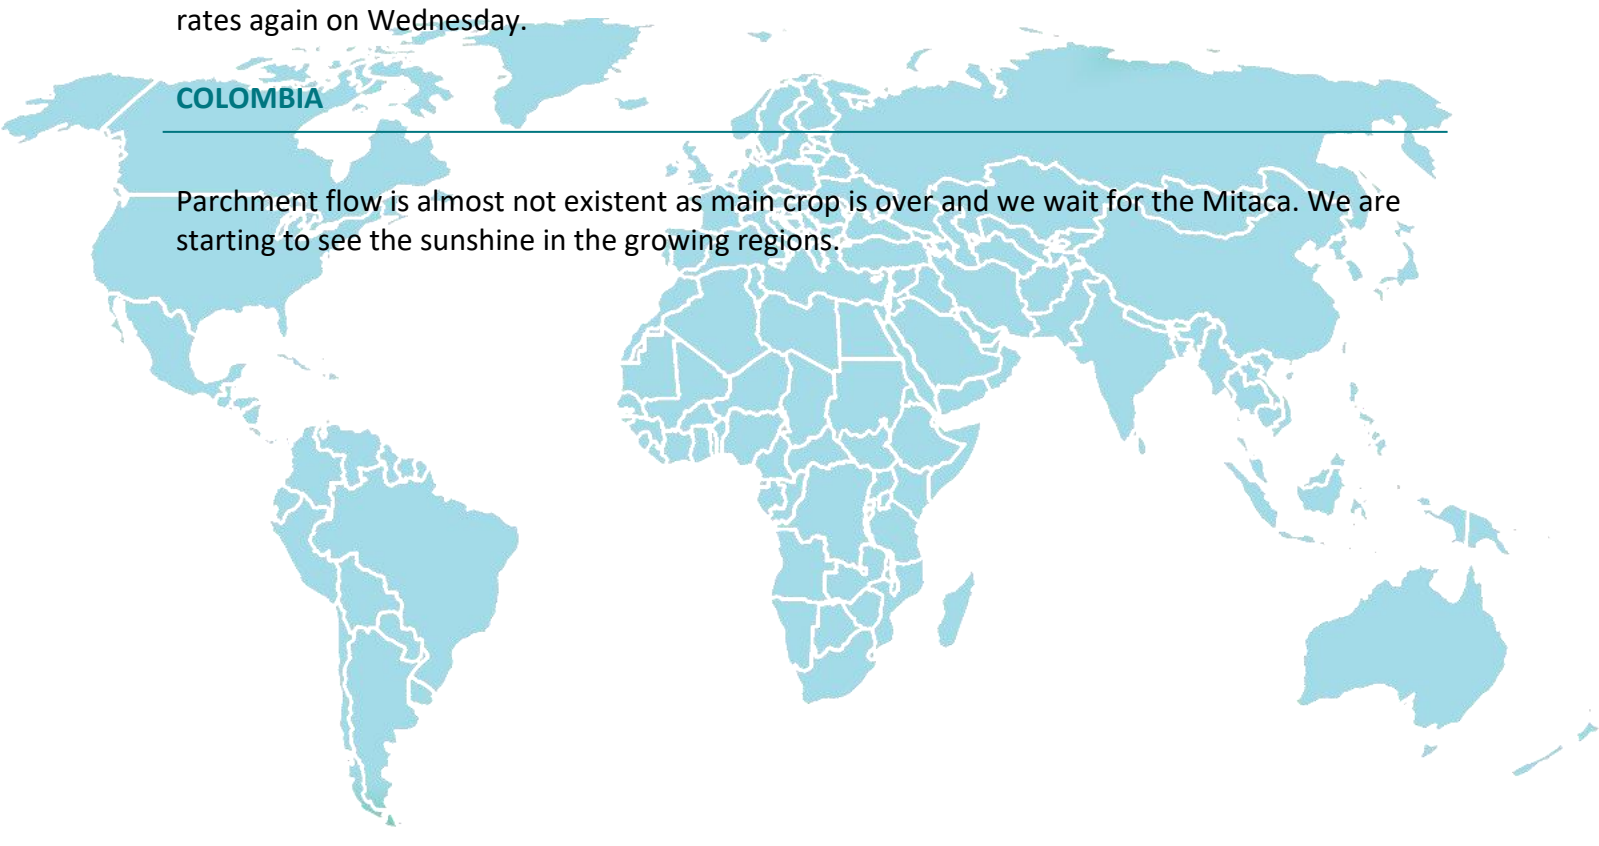 rates again on Wednesday.
COLOMBIA
Parchment flow is almost not existent as main crop is over and we wait for the Mitaca. We are
starting to see the sunshine in the growing regions.